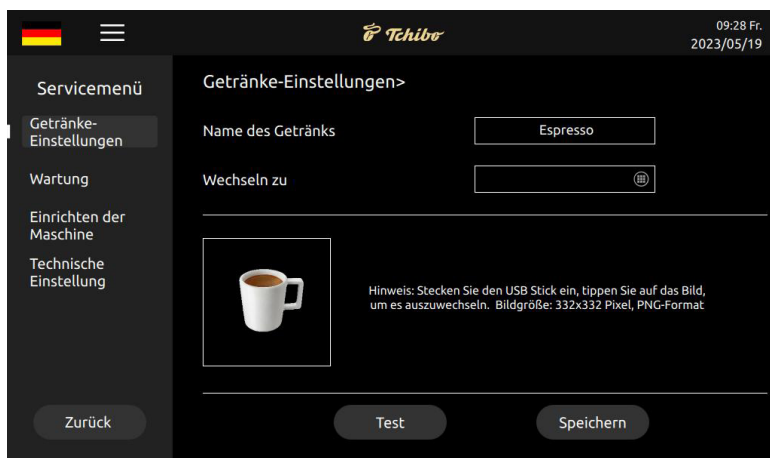 Tchibo
09:28 Fr.
2023/05/19
Servicemenü
Getränke-
Einstellungen
Wartung
Einrichten der
Maschine
Technische
Einstellung
Zurück
Getränke-Einstellungen>
Name des Getränks
Espresso
Wechseln zu
Hinweis: Stecken Sie den USB Stick ein, tippen Sie auf das Bild,
um es auszuwechseln. Bildgröße: 332x332 Pixel, PNG-Format
Test
Speichern